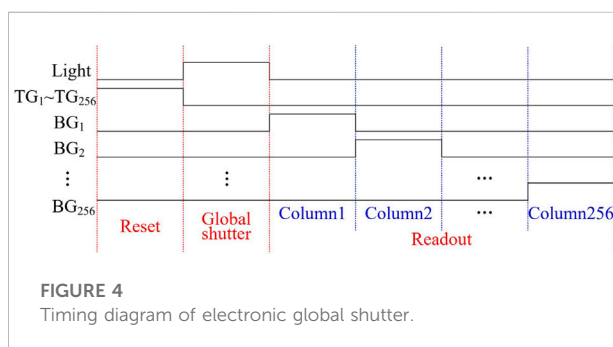 Light
TG1~TG256
BG1
BG2
⋮ ⋮ ...
BG256
Reset Global shutter Column1 Column2 ... Column256
Readout
FIGURE 4
Timing diagram of electronic global shutter.